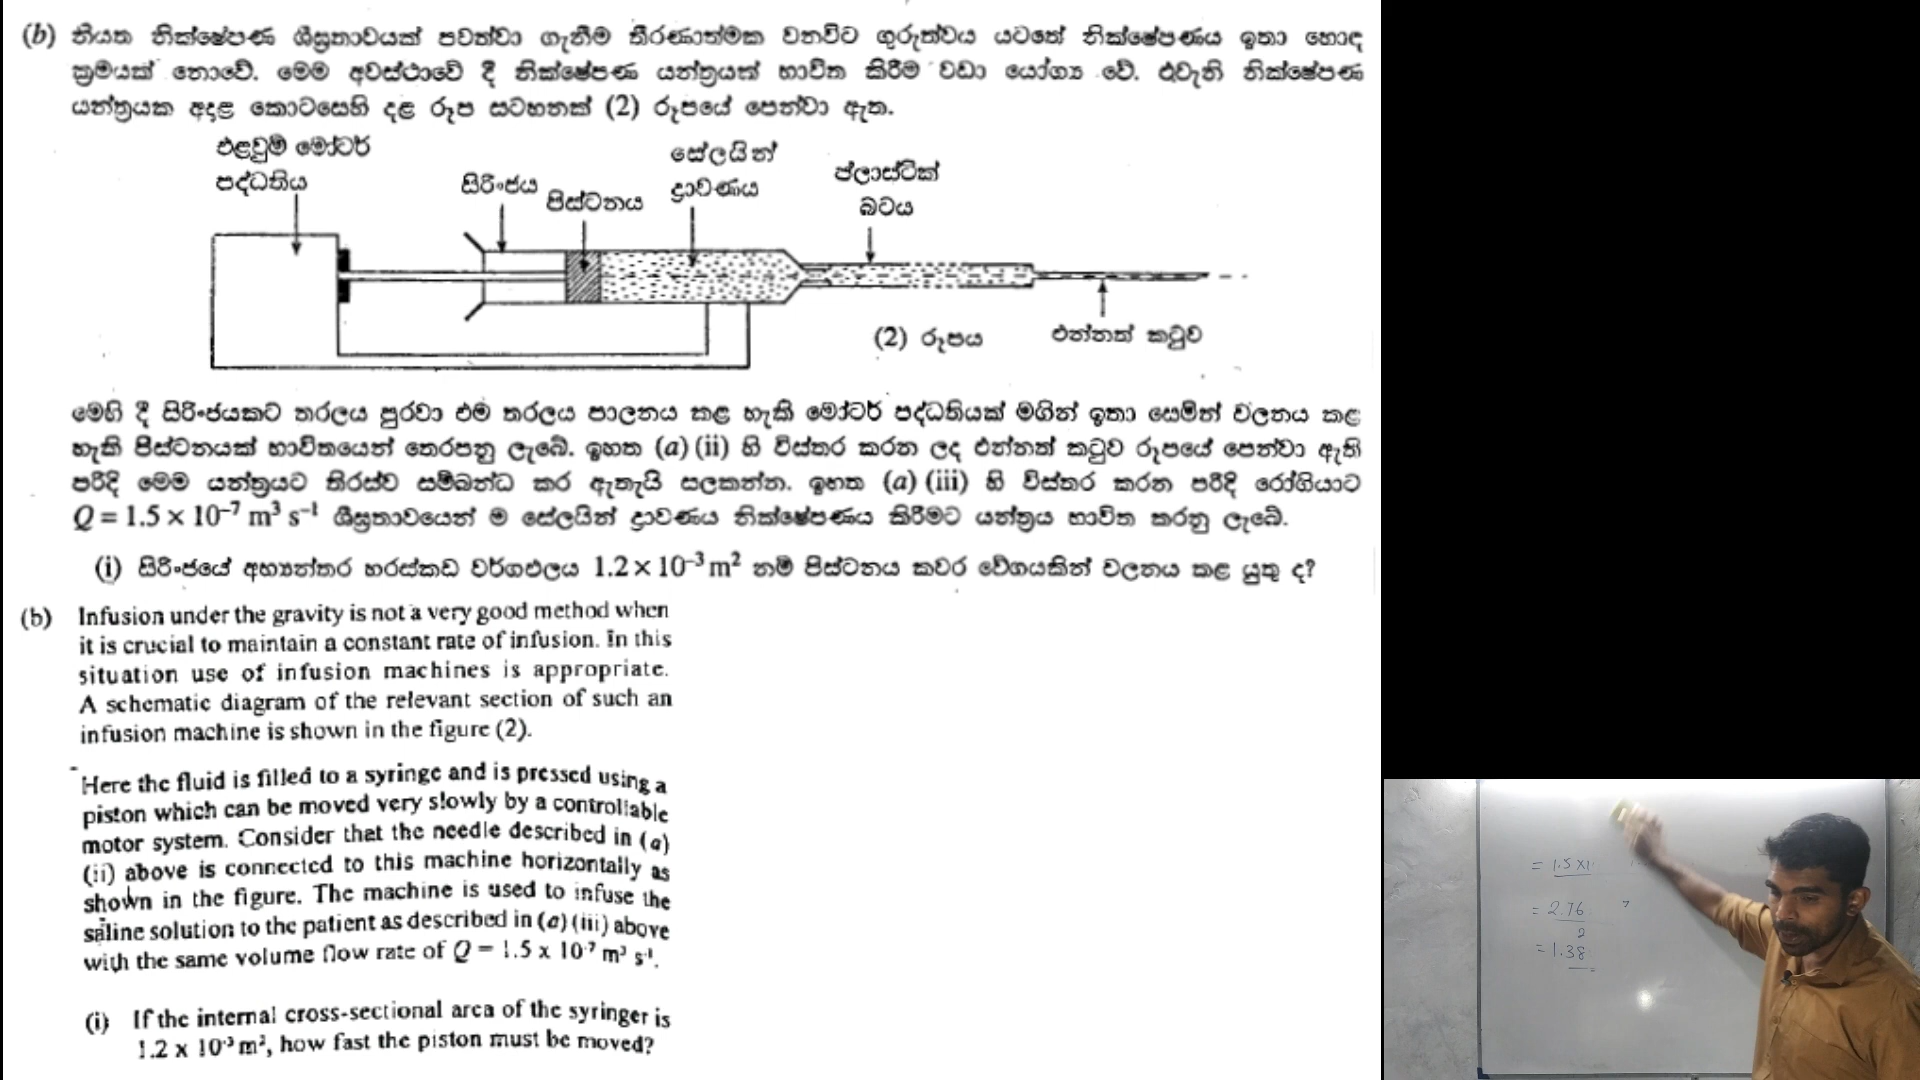 (b) නියත නික්ෂේපණ ශීඝ්‍රතාවයක් පවත්වා ගැනීම තීරණාත්මක වනවිට ගුරුත්වය යටතේ නික්ෂේපණය ඉතා හොඳ
ක්‍රමයක් නොවේ. මෙම අවස්ථාවේ දී නික්ෂේපණ යන්ත්‍රයක් භාවිත කිරීම වඩා යෝග්‍ය වේ. එවැනි නික්ෂේපණ
යන්ත්‍රයක අදාළ කොටසෙහි දළ රූප සටහනක් (2) රූපයේ පෙන්වා ඇත.
එළවුම් මෝටර්
පද්ධතිය
සිරිංජය
පිස්ටනය
සේලයින්
ද්‍රාවණය
ප්ලාස්ටික්
බටය
(2) රූපය
එන්නත් කටුව
මෙහි දී සිරිංජයකට තරලය පුරවා එම තරලය පාලනය කළ හැකි මෝටර් පද්ධතියක් මගින් ඉතා සෙමින් චලනය කළ
හැකි පිස්ටනයක් භාවිතයෙන් තෙරපනු ලැබේ. ඉහත (a) (ii) හි විස්තර කරන ලද එන්නත් කටුව රූපයේ පෙන්වා ඇති
පරිදි මෙම යන්ත්‍රයට තිරස්ව සම්බන්ධ කර ඇතැයි සලකන්න. ඉහත (a) (iii) හි විස්තර කරන පරිදි රෝගියාට
Q = 1.5 × 10⁻⁷ m³ s⁻¹ ශීඝ්‍රතාවයෙන් ම සේලයින් ද්‍රාවණය නික්ෂේපණය කිරීමට යන්ත්‍රය භාවිත කරනු ලැබේ.
(i) සිරිංජයේ අභ්‍යන්තර හරස්කඩ වර්ගඵලය 1.2 × 10⁻³ m² නම් පිස්ටනය කවර වේගයකින් චලනය කළ යුතු ද?
(b) Infusion under the gravity is not a very good method when
it is crucial to maintain a constant rate of infusion. In this
situation use of infusion machines is appropriate.
A schematic diagram of the relevant section of such an
infusion machine is shown in the figure (2).
Here the fluid is filled to a syringe and is pressed using a
piston which can be moved very slowly by a controllable
motor system. Consider that the needle described in (a)
(ii) above is connected to this machine horizontally as
shown in the figure. The machine is used to infuse the
saline solution to the patient as described in (a) (iii) above
with the same volume flow rate of Q = 1.5 x 10⁻⁷ m³ s⁻¹.
(i) If the internal cross-sectional area of the syringer is
1.2 x 10⁻³ m², how fast the piston must be moved?
= 1.5 ×1
= 2.76
2
= 1.38